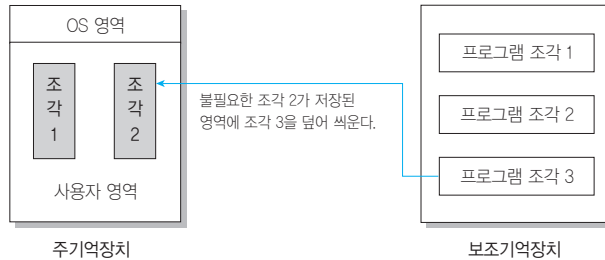 OS 영역
조각 1
조각 2
사용자 영역
주기억장치
불필요한 조각 2가 저장된
영역에 조각 3을 덮어 씌운다.
프로그램 조각 1
프로그램 조각 2
프로그램 조각 3
보조기억장치